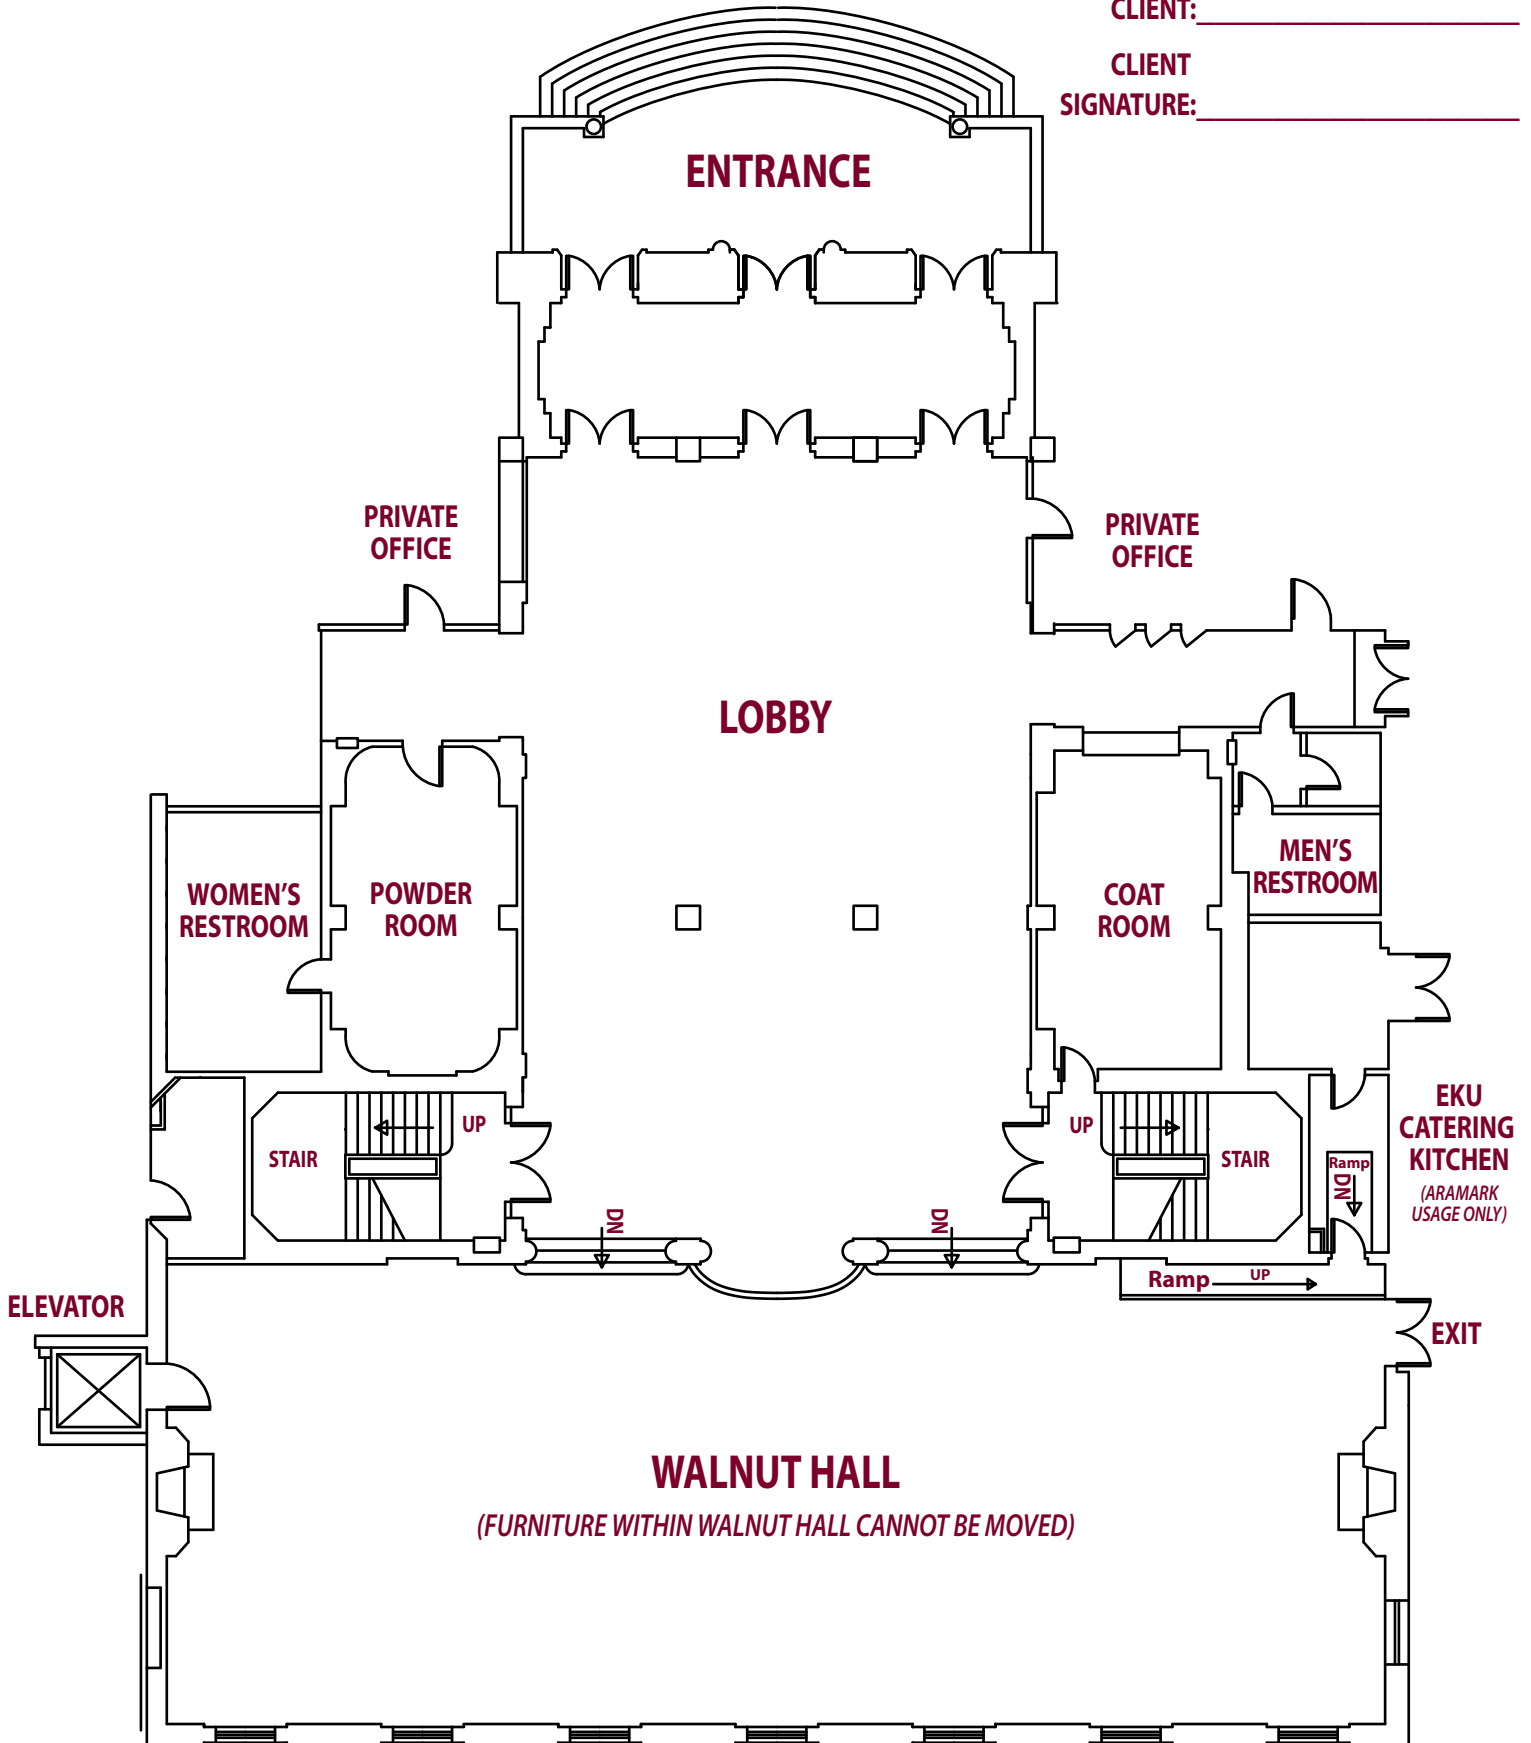 CLIENT:
CLIENT
SIGNATURE:
ENTRANCE
PRIVATE
OFFICE
PRIVATE
OFFICE
LOBBY
WOMEN'S
RESTROOM
POWDER
ROOM
COAT
ROOM
MEN'S
RESTROOM
STAIR
UP
UP
STAIR
Ramp
DN
EKU
CATERING
KITCHEN
(ARAMARK
USAGE ONLY)
DN
DN
Ramp
UP
ELEVATOR
EXIT
WALNUT HALL
(FURNITURE WITHIN WALNUT HALL CANNOT BE MOVED)